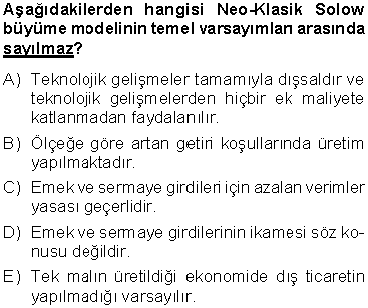 Aşağıdakilerden hangisi Neo-Klasik Solow
büyüme modelinin temel varsayımları arasında
sayılmaz?
A) Teknolojik gelişmeler tamamıyla dışsaldır ve
teknolojik gelişmelerden hiçbir ek maliyete
katlanmadan faydalanılır.
B) Ölçeğe göre artan getiri koşullarında üretim
yapılmaktadır.
C) Emek ve sermaye girdileri için azalan verimler
yasası geçerlidir.
D) Emek ve sermaye girdilerinin ikamesi söz ko-
nusu değildir.
E) Tek malın üretildiği ekonomide dış ticaretin
yapılmadığı varsayılır.